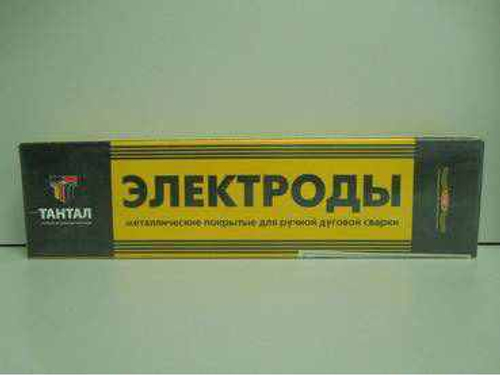 ТАНТАЛ
ЭЛЕКТРОДЫ
металлические покрытые для ручной дуговой сварки